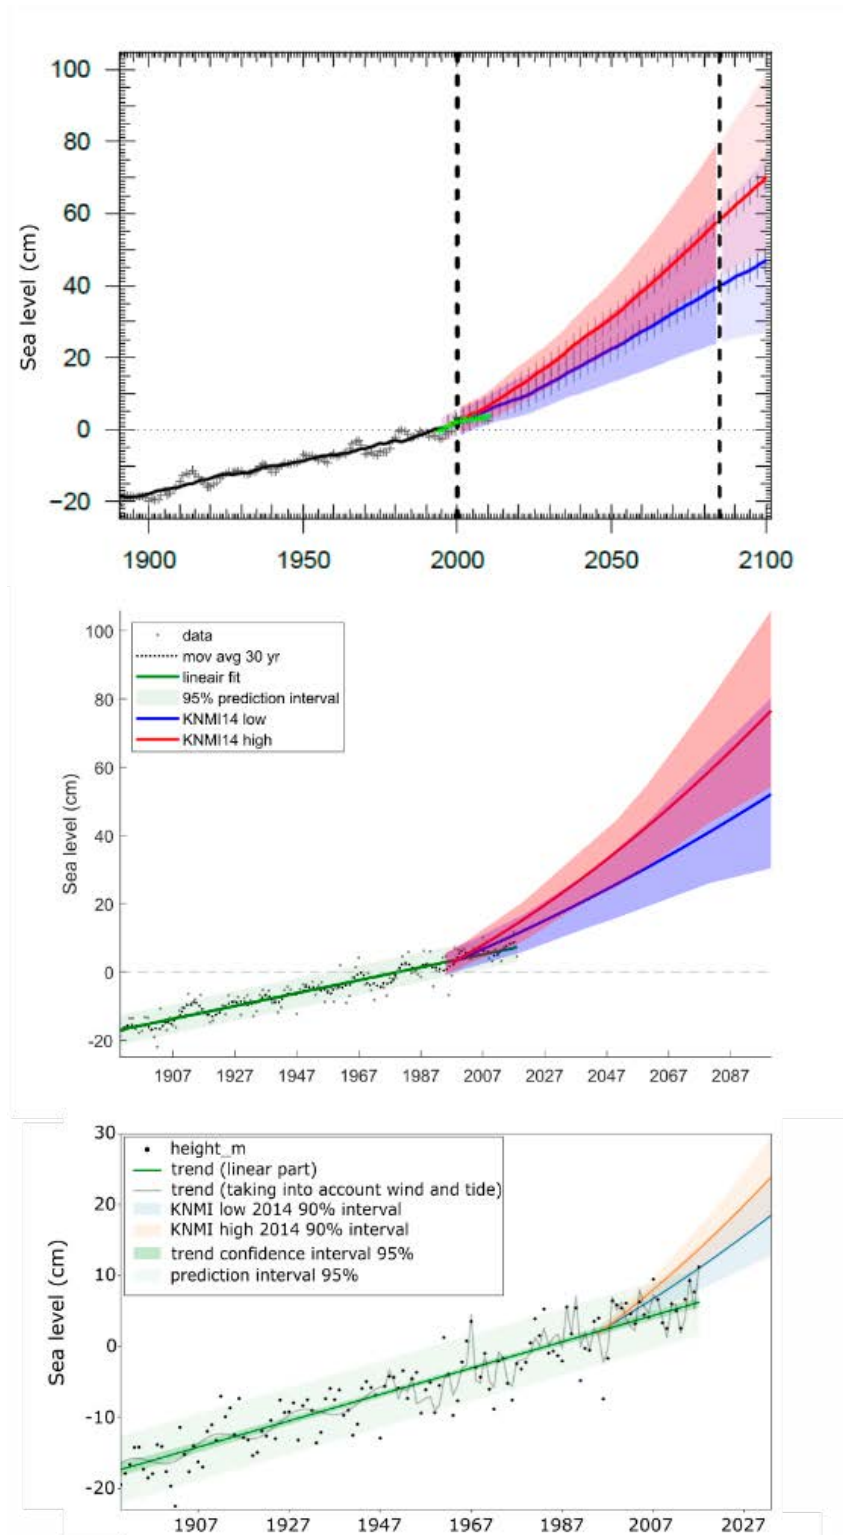 100
80
60
40
20
0
−20
Sea level (cm)
1900 1950 2000 2050 2100
data
mov avg 30 yr
lineair fit
95% prediction interval
KNMI14 low
KNMI14 high
100
80
60
40
20
0
-20
Sea level (cm)
1907 1927 1947 1967 1987 2007 2027 2047 2067 2087
height_m
trend (linear part)
trend (taking into account wind and tide)
KNMI low 2014 90% interval
KNMI high 2014 90% interval
trend confidence interval 95%
prediction interval 95%
30
20
10
0
-10
-20
Sea level (cm)
1907 1927 1947 1967 1987 2007 2027